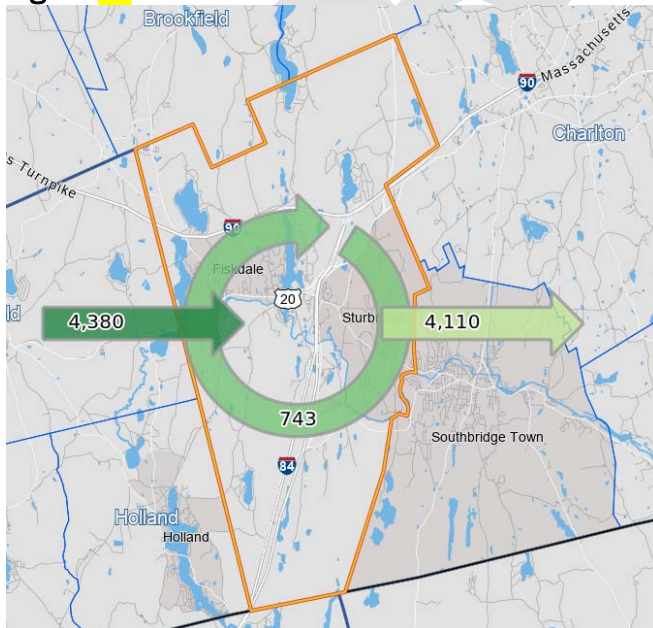 Brookfield
Massachusetts
90
Charlton
s Turnpike
90
Fiskdale
20
ld
4,380
Sturb
4,110
743
Southbridge Town
84
Holland
Holland